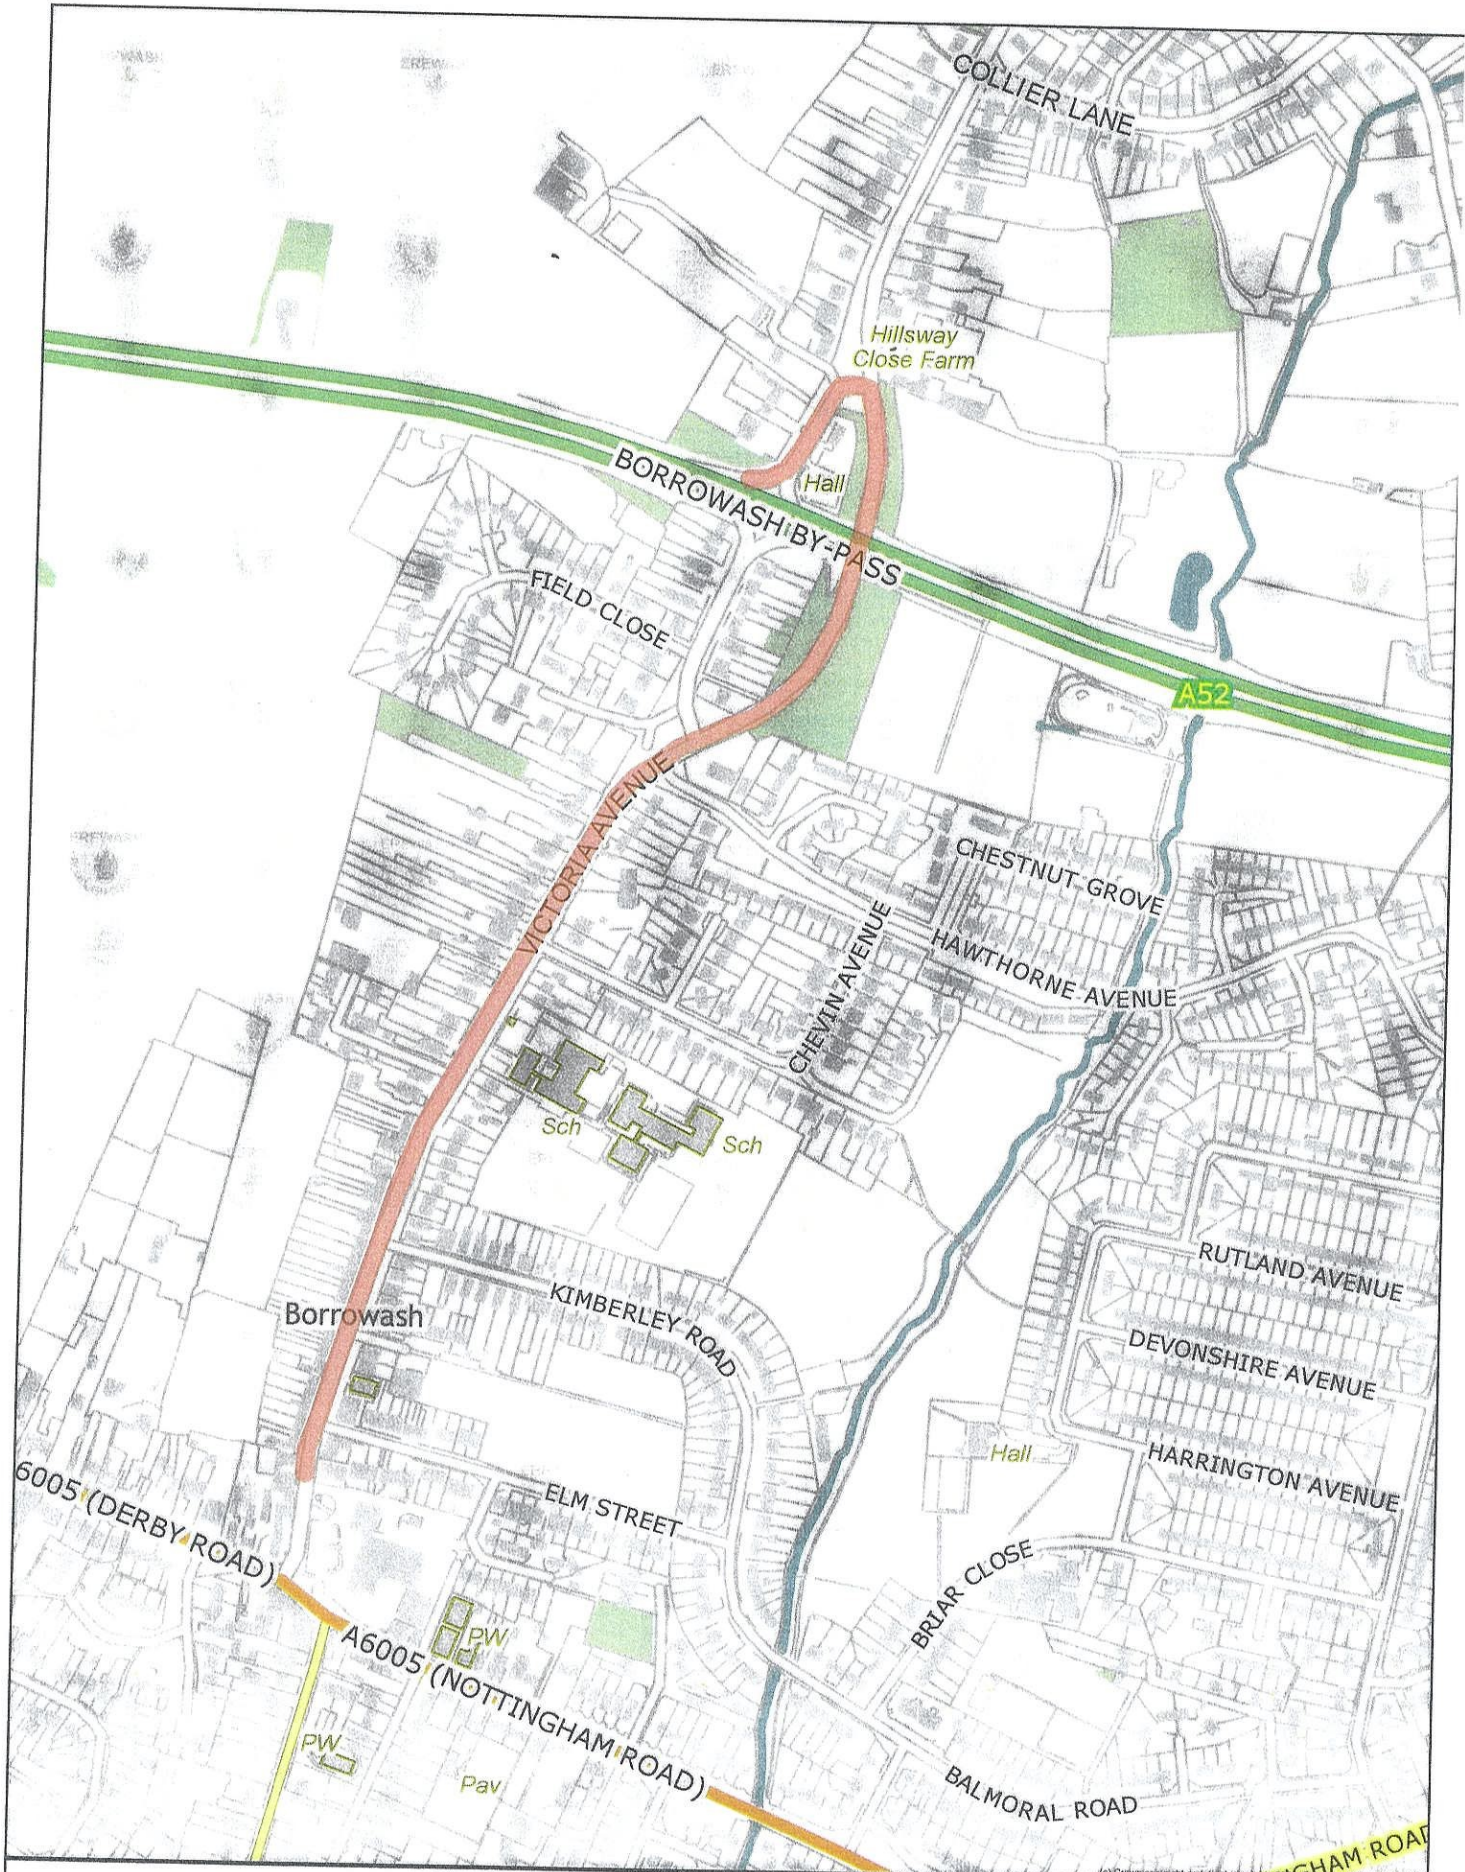 COLLIER LANE
Hillsway
Close Farm
Hall
BORROWASH BY-PASS
FIELD CLOSE
A52
VICTORIA AVENUE
CHESTNUT GROVE
HAWTHORNE AVENUE
CHEVIN AVENUE
Sch
Sch
RUTLAND AVENUE
KIMBERLEY ROAD
Borrowash
DEVONSHIRE AVENUE
Hall
HARRINGTON AVENUE
6005 (DERBY ROAD)
ELM STREET
BRIAR CLOSE
A6005 (NOTTINGHAM ROAD)
PW
PW
Pav
BALMORAL ROAD
GHAM ROAD